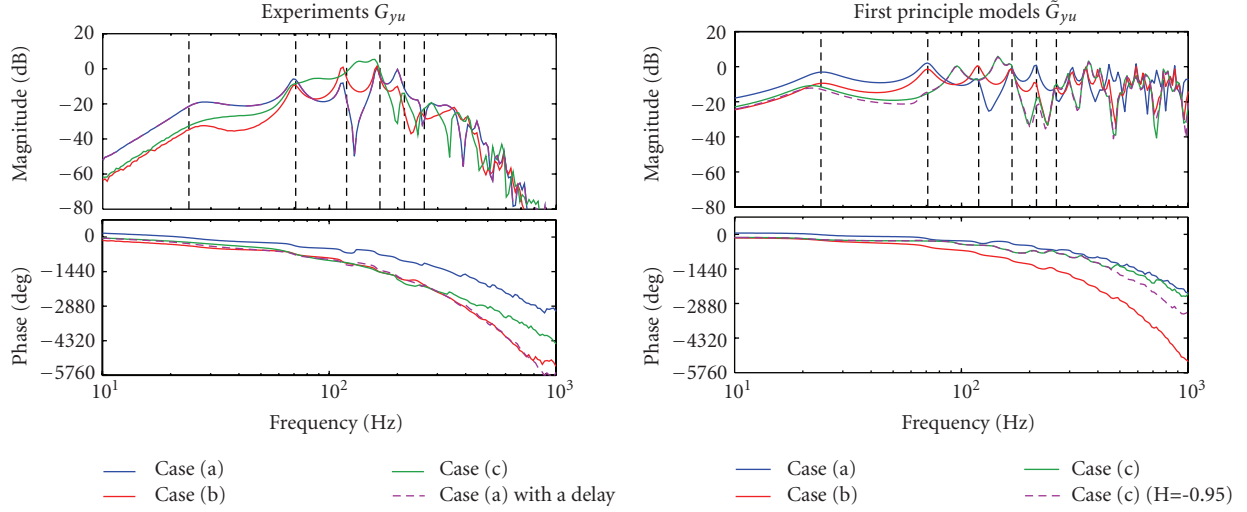 Experiments G_yu
20
0
−20
−40
−60
−80
Magnitude (dB)
0
−1440
−2880
−4320
−5760
Phase (deg)
10^1
10^2
10^3
Frequency (Hz)
Case (a)
Case (b)
Case (c)
Case (a) with a delay
First principle models G̃_yu
20
0
−20
−40
−60
−80
Magnitude (dB)
0
−1440
−2880
−4320
−5760
Phase (deg)
10^1
10^2
10^3
Frequency (Hz)
Case (a)
Case (b)
Case (c)
Case (c) (H=-0.95)